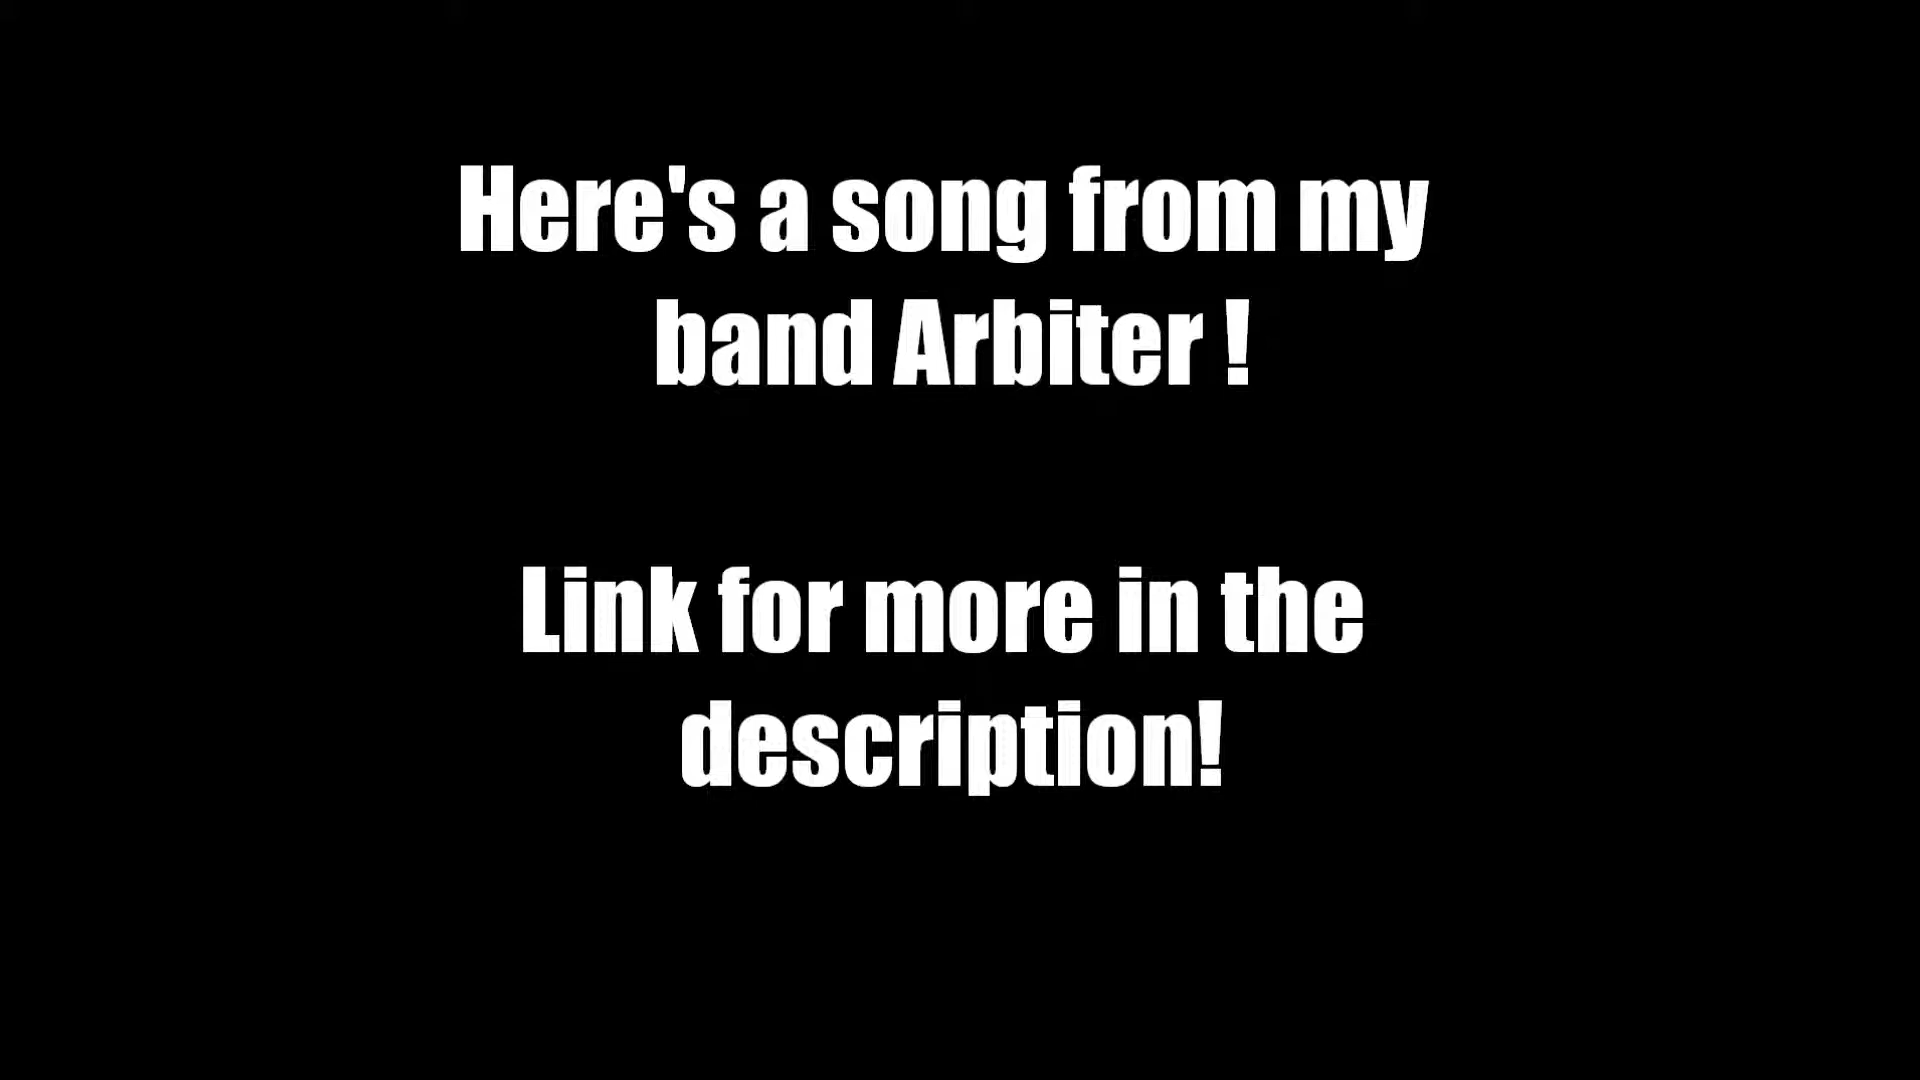 Here's a song from my
band Arbiter !
Link for more in the
description!